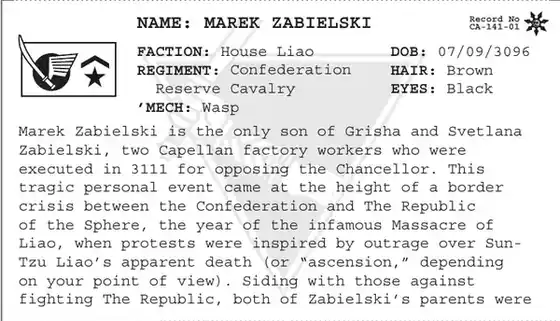 NAME: MAREK ZABIELSKI
Record No
CA-141-01
FACTION: House Liao
DOB: 07/09/3096
REGIMENT: Confederation
HAIR: Brown
Reserve Cavalry
EYES: Black
’MECH: Wasp
Marek Zabielski is the only son of Grisha and Svetlana
Zabielski, two Capellan factory workers who were
executed in 3111 for opposing the Chancellor. This
tragic personal event came at the height of a border
crisis between the Confederation and The Republic
of the Sphere, the year of the infamous Massacre of
Liao, when protests were inspired by outrage over Sun-
Tzu Liao’s apparent death (or “ascension,” depending
on your point of view). Siding with those against
fighting The Republic, both of Zabielski’s parents were